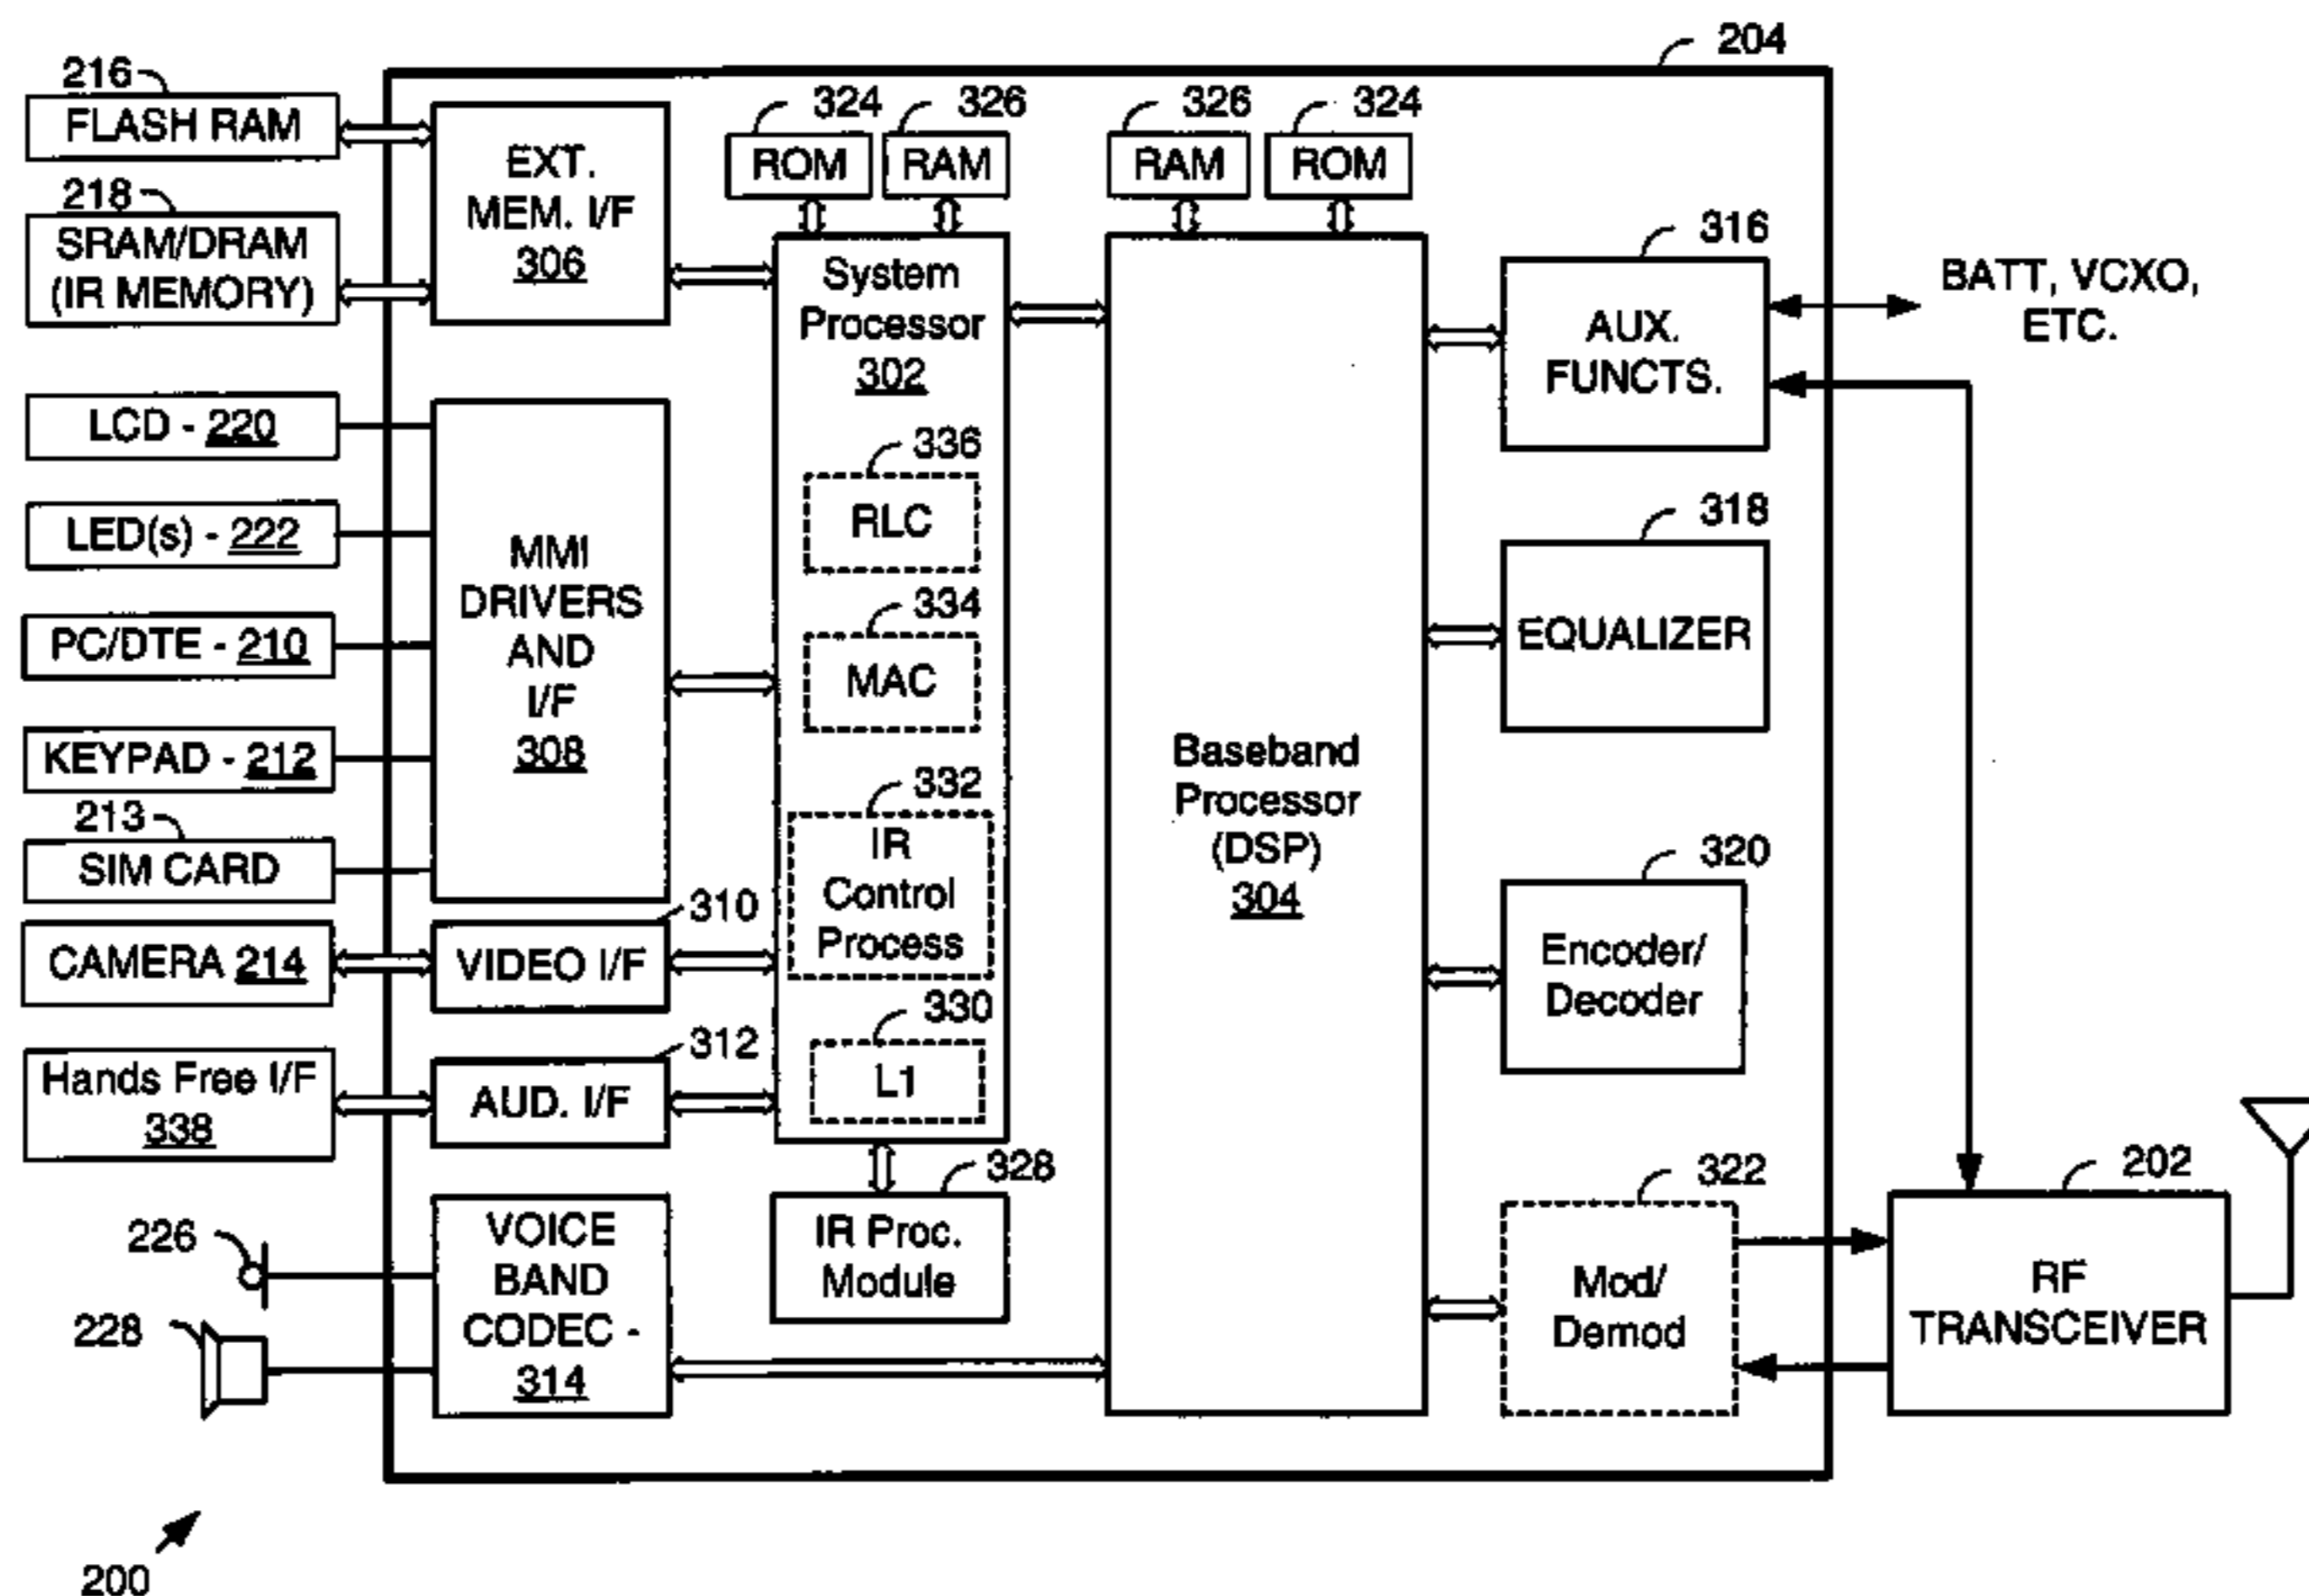 204
216
FLASH RAM
218
SRAM/DRAM
(IR MEMORY)
LCD - 220
LED(s) - 222
PC/DTE - 210
KEYPAD - 212
213
SIM CARD
CAMERA 214
Hands Free I/F
338
226
228
200
EXT.
MEM. I/F
306
MMI
DRIVERS
AND
I/F
308
310
VIDEO I/F
312
AUD. I/F
VOICE
BAND
CODEC -
314
324
ROM
326
RAM
System
Processor
302
336
RLC
334
MAC
332
IR
Control
Process
330
L1
328
IR Proc.
Module
326
RAM
324
ROM
Baseband
Processor
(DSP)
304
316
AUX.
FUNCTS.
BATT, VCXO,
ETC.
318
EQUALIZER
320
Encoder/
Decoder
322
Mod/
Demod
202
RF
TRANSCEIVER